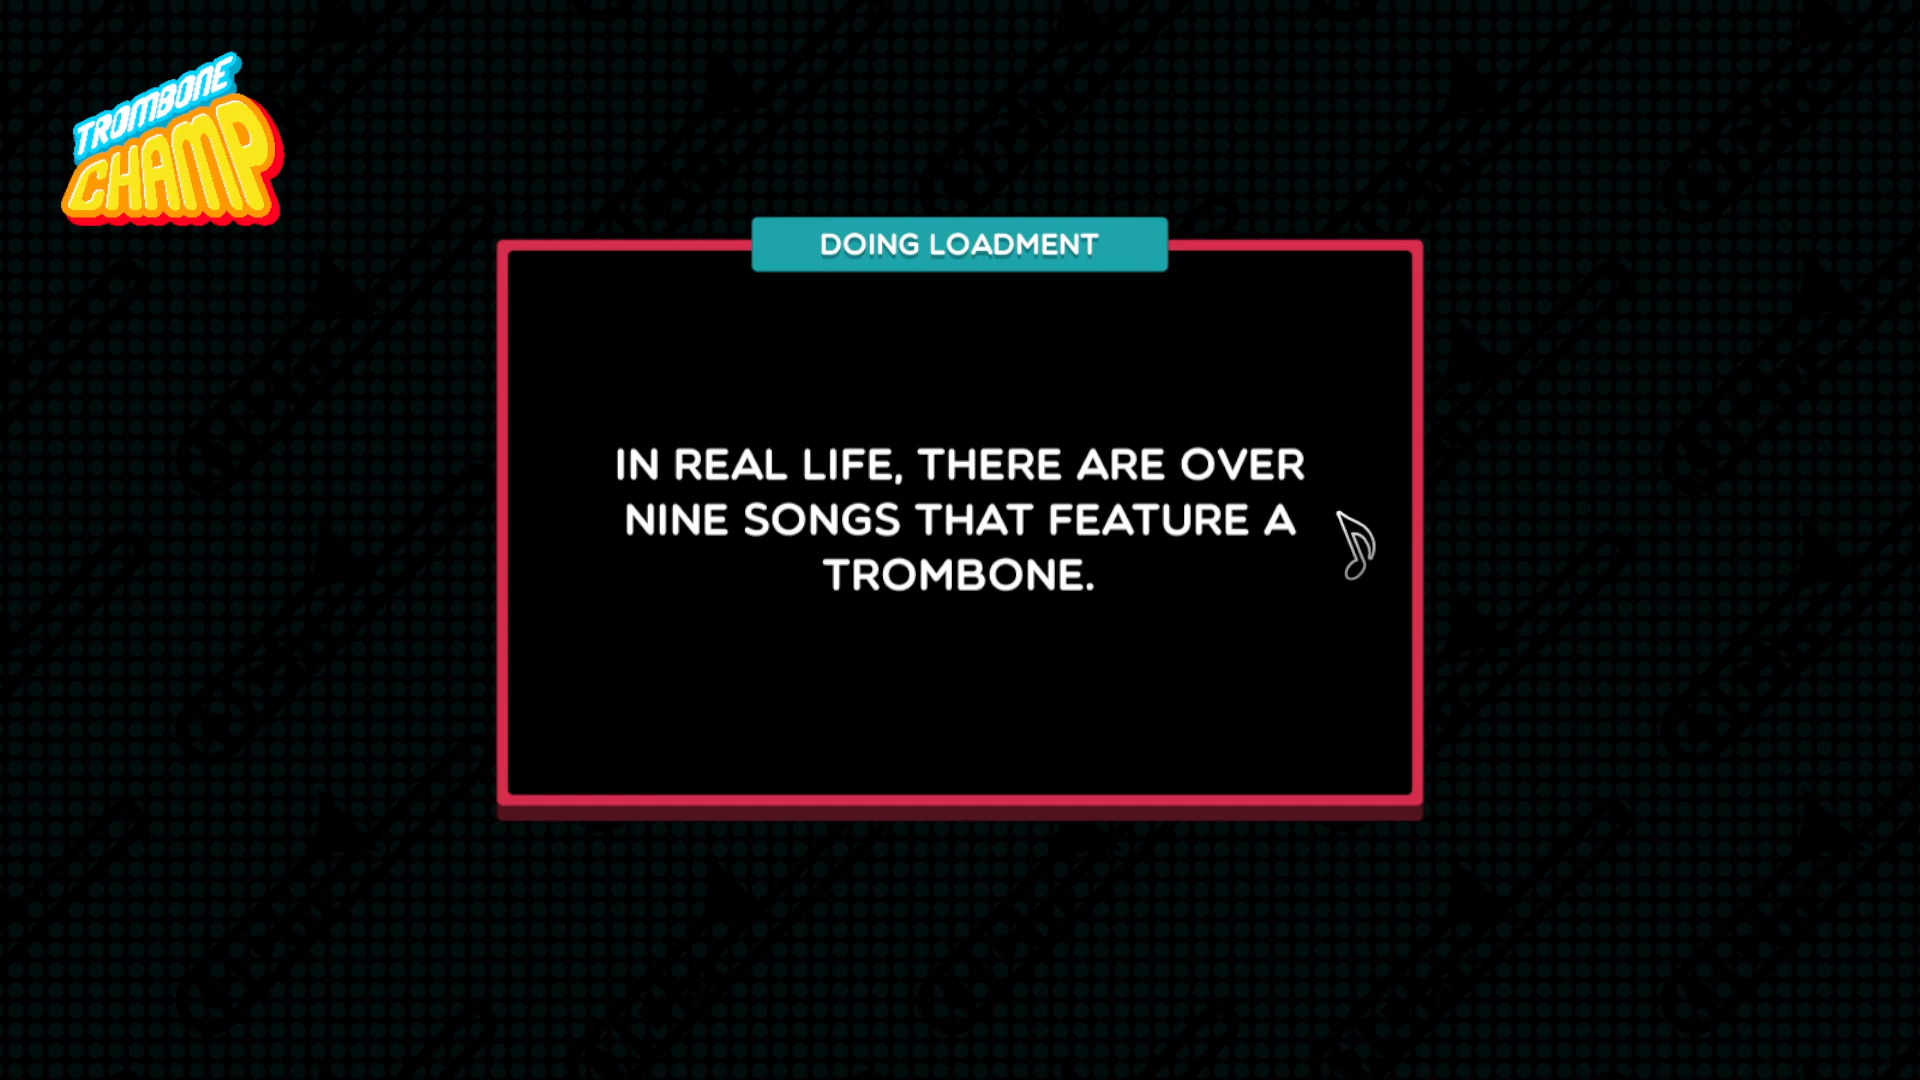 TROMBONE
CHAMP
DOING LOADMENT
IN REAL LIFE, THERE ARE OVER
NINE SONGS THAT FEATURE A
TROMBONE.